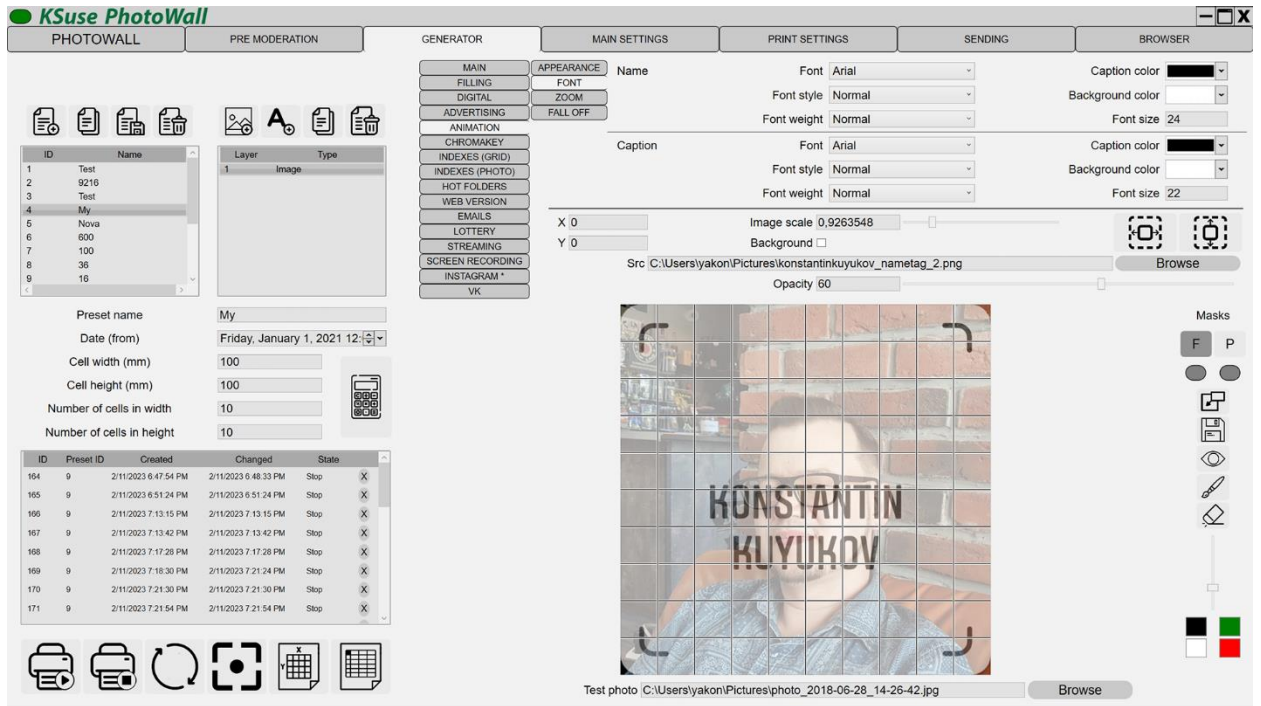 KSuse PhotoWall
X
PHOTOWALL PRE MODERATION GENERATOR MAIN SETTINGS PRINT SETTINGS SENDING BROWSER
ID Name
1 Test
2 9216
3 Test
4 My
5 Nova
6 600
7 100
8 36
9 16
Layer Type
1 Image
Preset name My
Date (from) Friday, January 1, 2021 12:
Cell width (mm) 100
Cell height (mm) 100
Number of cells in width 10
Number of cells in height 10
ID Preset ID Created Changed State
164 9 2/11/2023 6:47:54 PM 2/11/2023 6:48:33 PM Stop X
165 9 2/11/2023 6:51:24 PM 2/11/2023 6:51:24 PM Stop X
166 9 2/11/2023 7:13:15 PM 2/11/2023 7:13:15 PM Stop X
167 9 2/11/2023 7:13:42 PM 2/11/2023 7:13:42 PM Stop X
168 9 2/11/2023 7:17:28 PM 2/11/2023 7:17:28 PM Stop X
169 9 2/11/2023 7:18:30 PM 2/11/2023 7:21:24 PM Stop X
170 9 2/11/2023 7:21:30 PM 2/11/2023 7:21:30 PM Stop X
171 9 2/11/2023 7:21:54 PM 2/11/2023 7:21:54 PM Stop X
X
Y
MAIN
FILLING
DIGITAL
ADVERTISING
ANIMATION
CHROMAKEY
INDEXES (GRID)
INDEXES (PHOTO)
HOT FOLDERS
WEB VERSION
EMAILS
LOTTERY
STREAMING
SCREEN RECORDING
INSTAGRAM *
VK
APPEARANCE
FONT
ZOOM
FALL OFF
Name Font Arial Caption color
Font style Normal Background color
Font weight Normal Font size 24
Caption Font Arial Caption color
Font style Normal Background color
Font weight Normal Font size 22
X 0 Image scale 0,9263548
Y 0 Background
Src C:\Users\yakon\Pictures\konstantinkuyukov_nametag_2.png Browse
Opacity 60
KONSTANTIN
KUYUKOV
Masks
F P
Test photo C:\Users\yakon\Pictures\photo_2018-06-28_14-26-42.jpg Browse